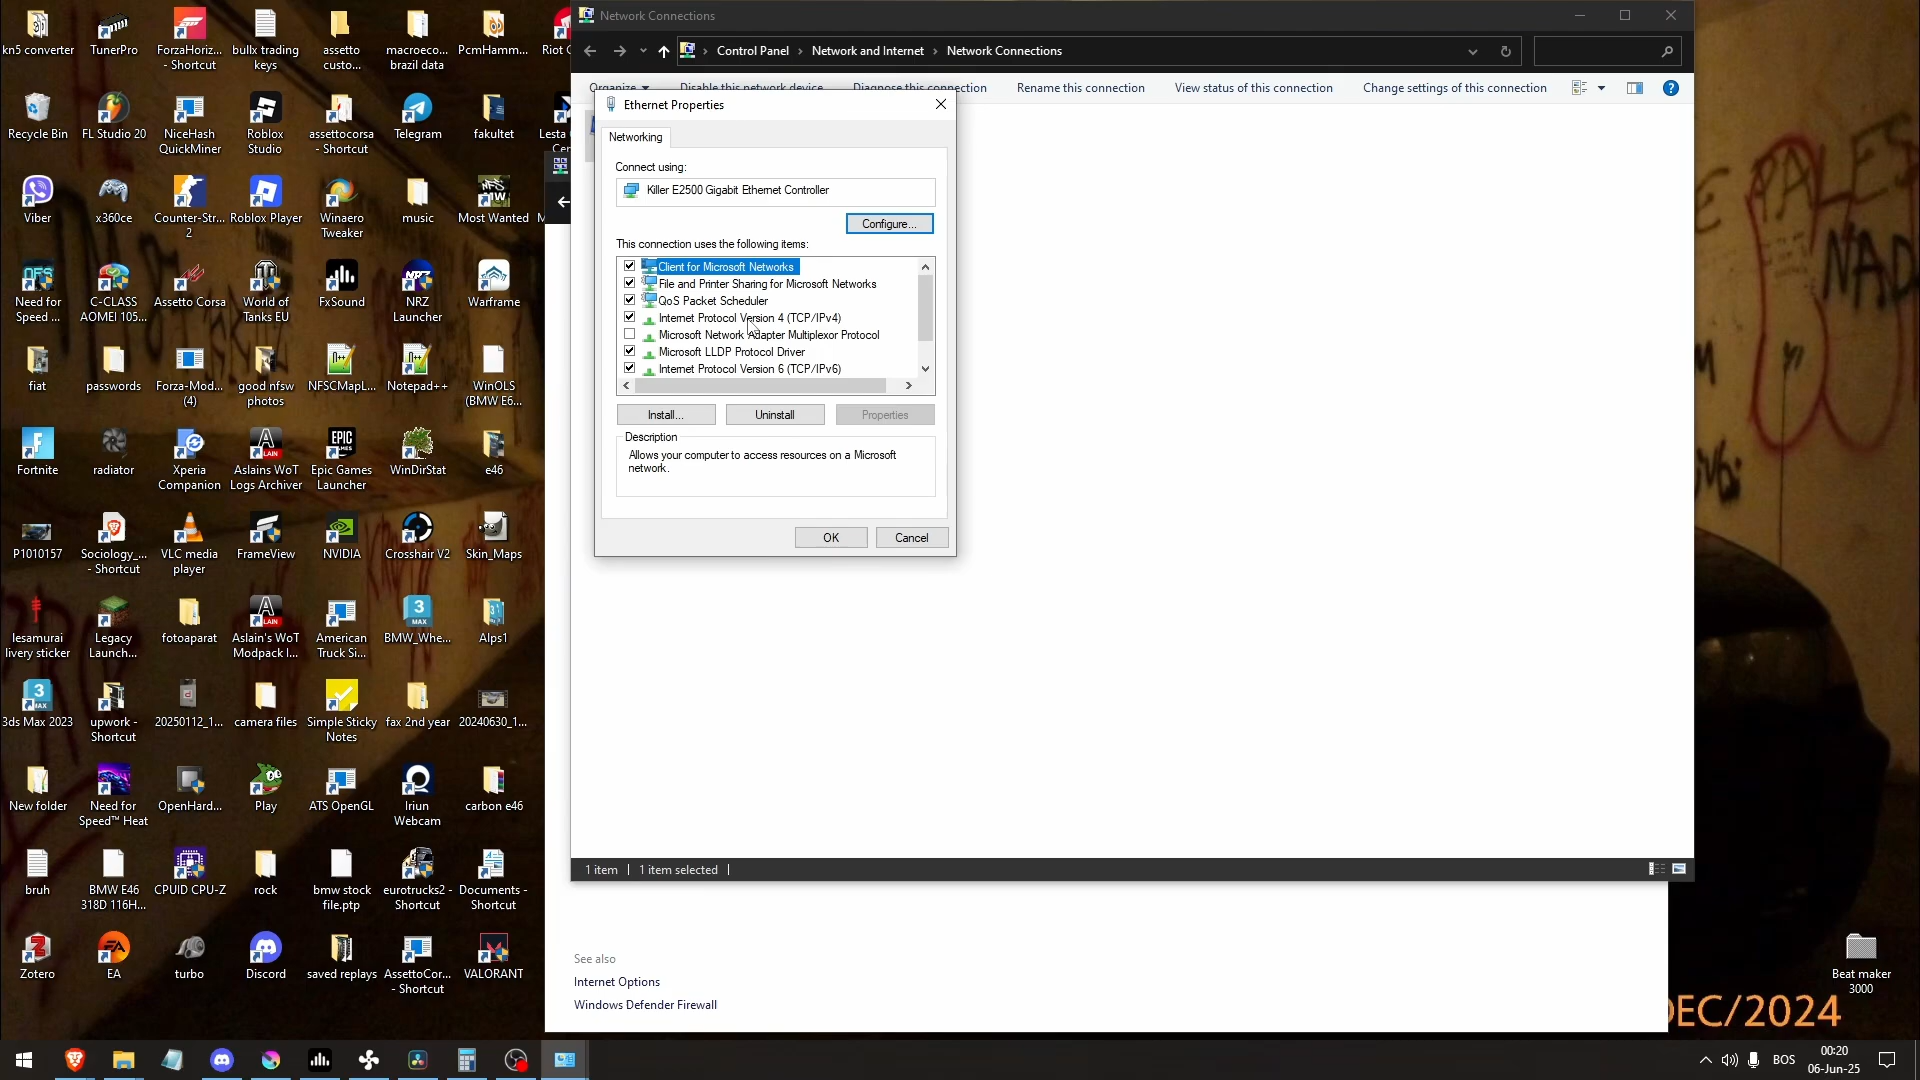 Network Connections
Control Panel > Network and Internet > Network Connections
Organize
Disable this network device
Diagnose this connection
Rename this connection
View status of this connection
Change settings of this connection
Ethernet Properties
Networking
Connect using:
Killer E2500 Gigabit Ethernet Controller
Configure...
This connection uses the following items:
Client for Microsoft Networks
File and Printer Sharing for Microsoft Networks
QoS Packet Scheduler
Internet Protocol Version 4 (TCP/IPv4)
Microsoft Network Adapter Multiplexor Protocol
Microsoft LLDP Protocol Driver
Internet Protocol Version 6 (TCP/IPv6)
Install...
Uninstall
Properties
Description
Allows your computer to access resources on a Microsoft
network.
OK
Cancel
1 item
1 item selected
See also
Internet Options
Windows Defender Firewall
kn5 converter
TunerPro
ForzaHoriz...
- Shortcut
bullx trading
keys
assetto
custo...
macroeco...
brazil data
PcmHamm...
Riot
Recycle Bin
FL Studio 20
NiceHash
QuickMiner
Roblox
Studio
assettocorsa
- Shortcut
Telegram
fakultet
Lesta
Cen
Viber
x360ce
Counter-Str...
2
Roblox Player
Winaero
Tweaker
music
Most Wanted
Need for
Speed ...
C-CLASS
AOMEI 105...
Assetto Corsa
World of
Tanks EU
FxSound
NRZ
Launcher
Warframe
fiat
passwords
Forza-Mod...
(4)
good nfsw
photos
NFSCMapL...
Notepad++
WinOLS
(BMW E6...
Fortnite
radiator
Xperia
Companion
Aslains WoT
Logs Archiver
Epic Games
Launcher
WinDirStat
e46
P1010157
Sociology_...
- Shortcut
VLC media
player
FrameView
NVIDIA
Crosshair V2
Skin_Maps
lesamurai
livery sticker
Legacy
Launch...
fotoaparat
Aslain's WoT
Modpack I...
American
Truck Si...
BMW_Whe...
Alps1
3ds Max 2023
upwork -
Shortcut
20250112_1...
camera files
Simple Sticky
Notes
fax 2nd year
20240630_1...
New folder
Need for
Speed™ Heat
OpenHard...
Play
ATS OpenGL
Iriun
Webcam
carbon e46
bruh
BMW E46
318D 116H...
CPUID CPU-Z
rock
bmw stock
file.ptp
eurotrucks2 -
Shortcut
Documents -
Shortcut
Zotero
EA
turbo
Discord
saved replays
AssettoCor...
- Shortcut
VALORANT
Beat maker
3000
DEC/2024
BOS
00:20
06-Jun-25